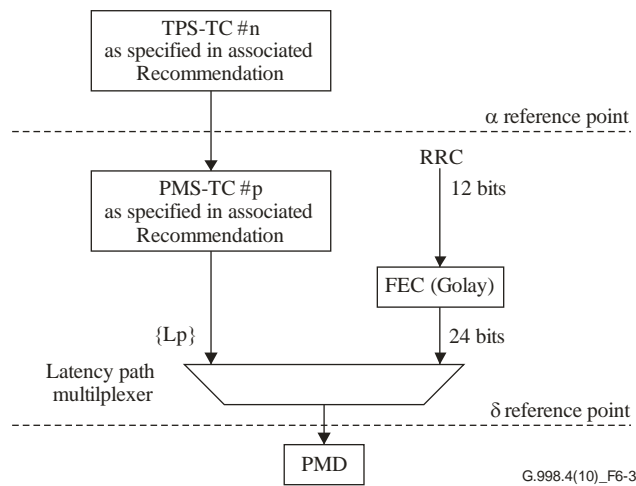 TPS-TC #n
as specified in associated
Recommendation
α reference point
RRC
12 bits
PMS-TC #p
as specified in associated
Recommendation
FEC (Golay)
{Lp}
24 bits
Latency path
multilplexer
δ reference point
PMD
G.998.4(10)_F6-3